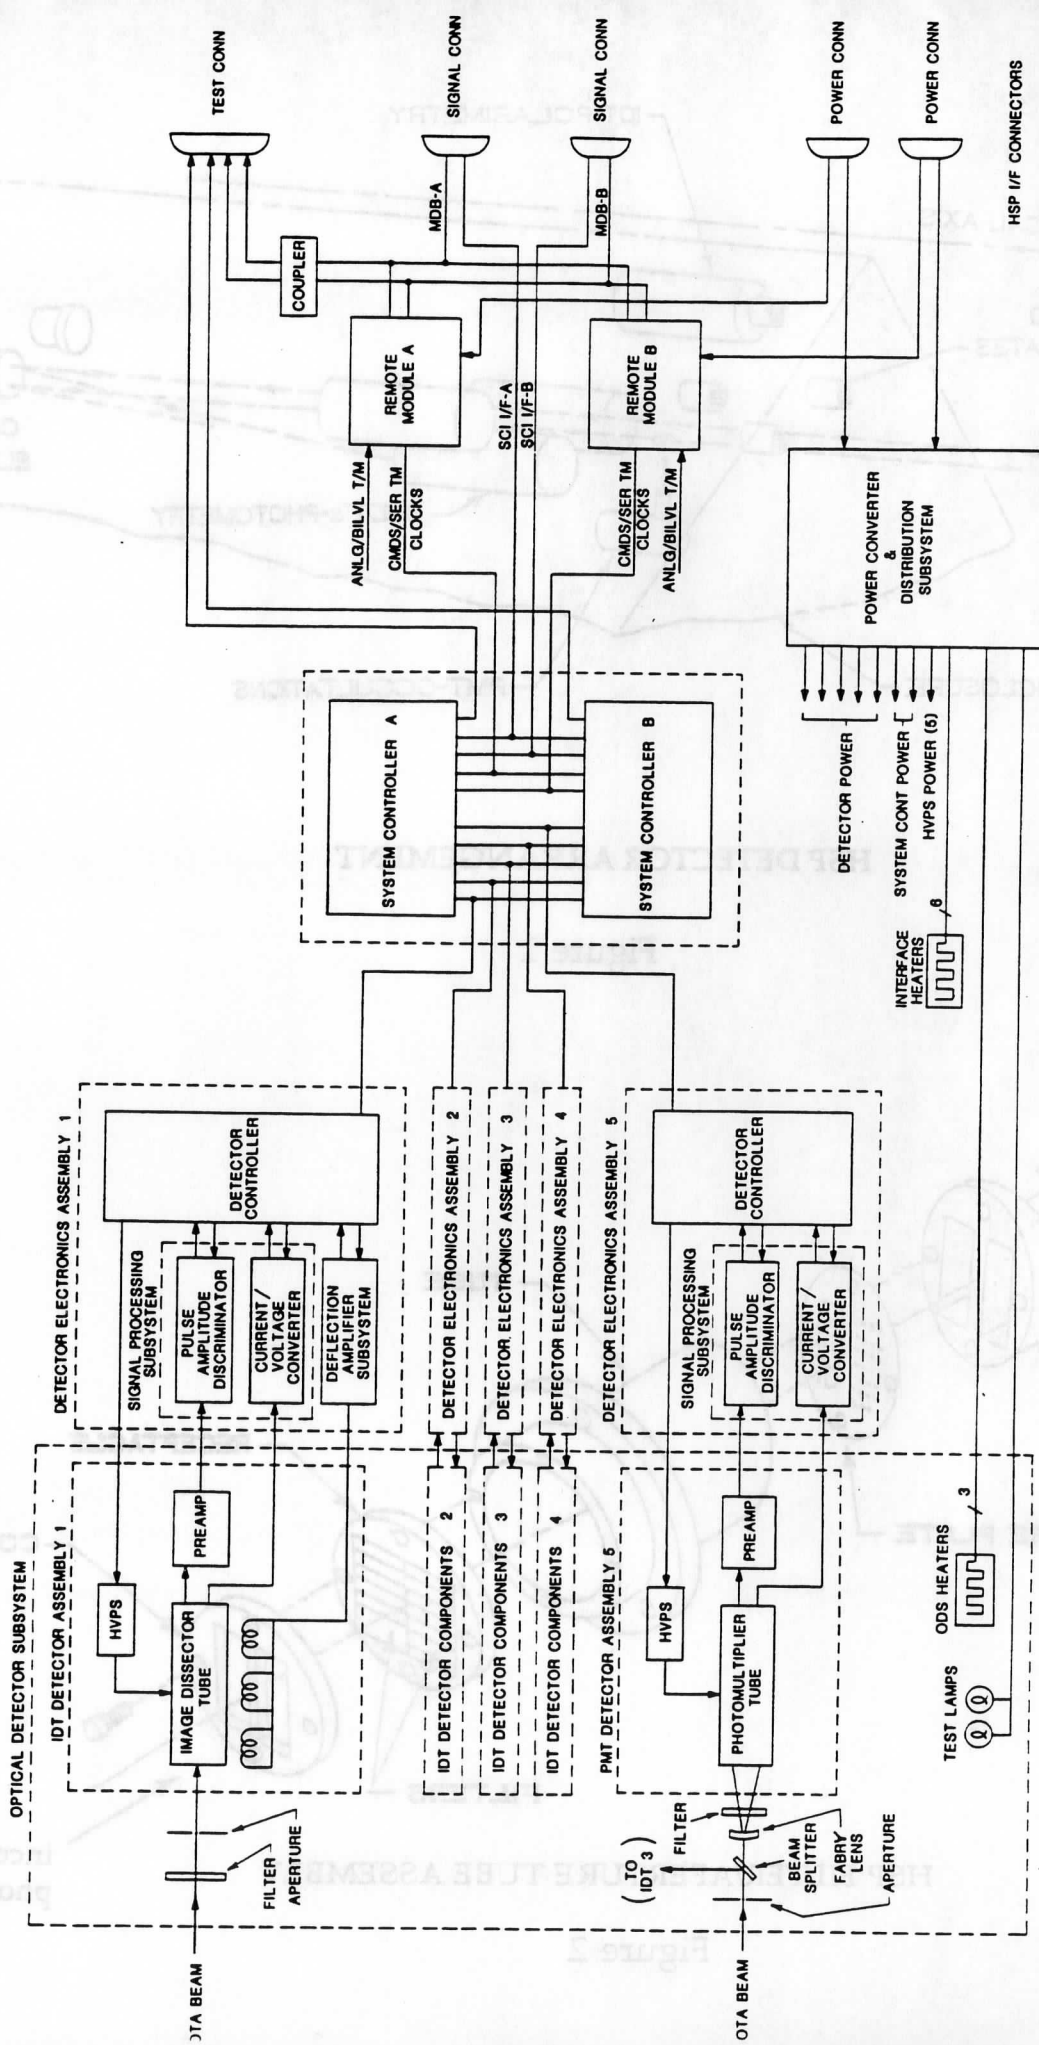 OPTICAL DETECTOR SUBSYSTEM
IDT DETECTOR ASSEMBLY 1
HVPS
IMAGE DISSECTOR
TUBE
PREAMP
OTA BEAM
FILTER
APERTURE
DETECTOR ELECTRONICS ASSEMBLY 1
SIGNAL PROCESSING
SUBSYSTEM
PULSE
AMPLITUDE
DISCRIMINATOR
CURRENT/
VOLTAGE
CONVERTER
DEFLECTION
AMPLIFIER
SUBSYSTEM
DETECTOR
CONTROLLER
IDT DETECTOR COMPONENTS 2
IDT DETECTOR COMPONENTS 3
IDT DETECTOR COMPONENTS 4
DETECTOR ELECTRONICS ASSEMBLY 2
DETECTOR ELECTRONICS ASSEMBLY 3
DETECTOR ELECTRONICS ASSEMBLY 4
PMT DETECTOR ASSEMBLY 5
HVPS
PHOTOMULTIPLIER
TUBE
PREAMP
OTA BEAM
(TO
IDT 3)
FILTER
BEAM
SPLITTER
FABRY
LENS
APERTURE
DETECTOR ELECTRONICS ASSEMBLY 5
SIGNAL PROCESSING
SUBSYSTEM
PULSE
AMPLITUDE
DISCRIMINATOR
CURRENT/
VOLTAGE
CONVERTER
DETECTOR
CONTROLLER
TEST LAMPS
ODS HEATERS
3
SYSTEM CONTROLLER A
SYSTEM CONTROLLER B
INTERFACE
HEATERS
6
DETECTOR POWER
SYSTEM CONT POWER
HVPS POWER (5)
POWER CONVERTER
&
DISTRIBUTION
SUBSYSTEM
ANLG/BILVL T/M
CMDS/SER TM
CLOCKS
REMOTE
MODULE A
SCI I/F-A
SCI I/F-B
CMDS/SER TM
CLOCKS
ANLG/BILVL T/M
REMOTE
MODULE B
COUPLER
MDB-A
MDB-B
TEST CONN
SIGNAL CONN
SIGNAL CONN
POWER CONN
POWER CONN
HSP I/F CONNECTORS
IDT-POLARIMETRY
PMT-OCCULTATIONS
HSP DETECTOR ARRANGEMENT
Figure 1
FILTERS
Figure 2